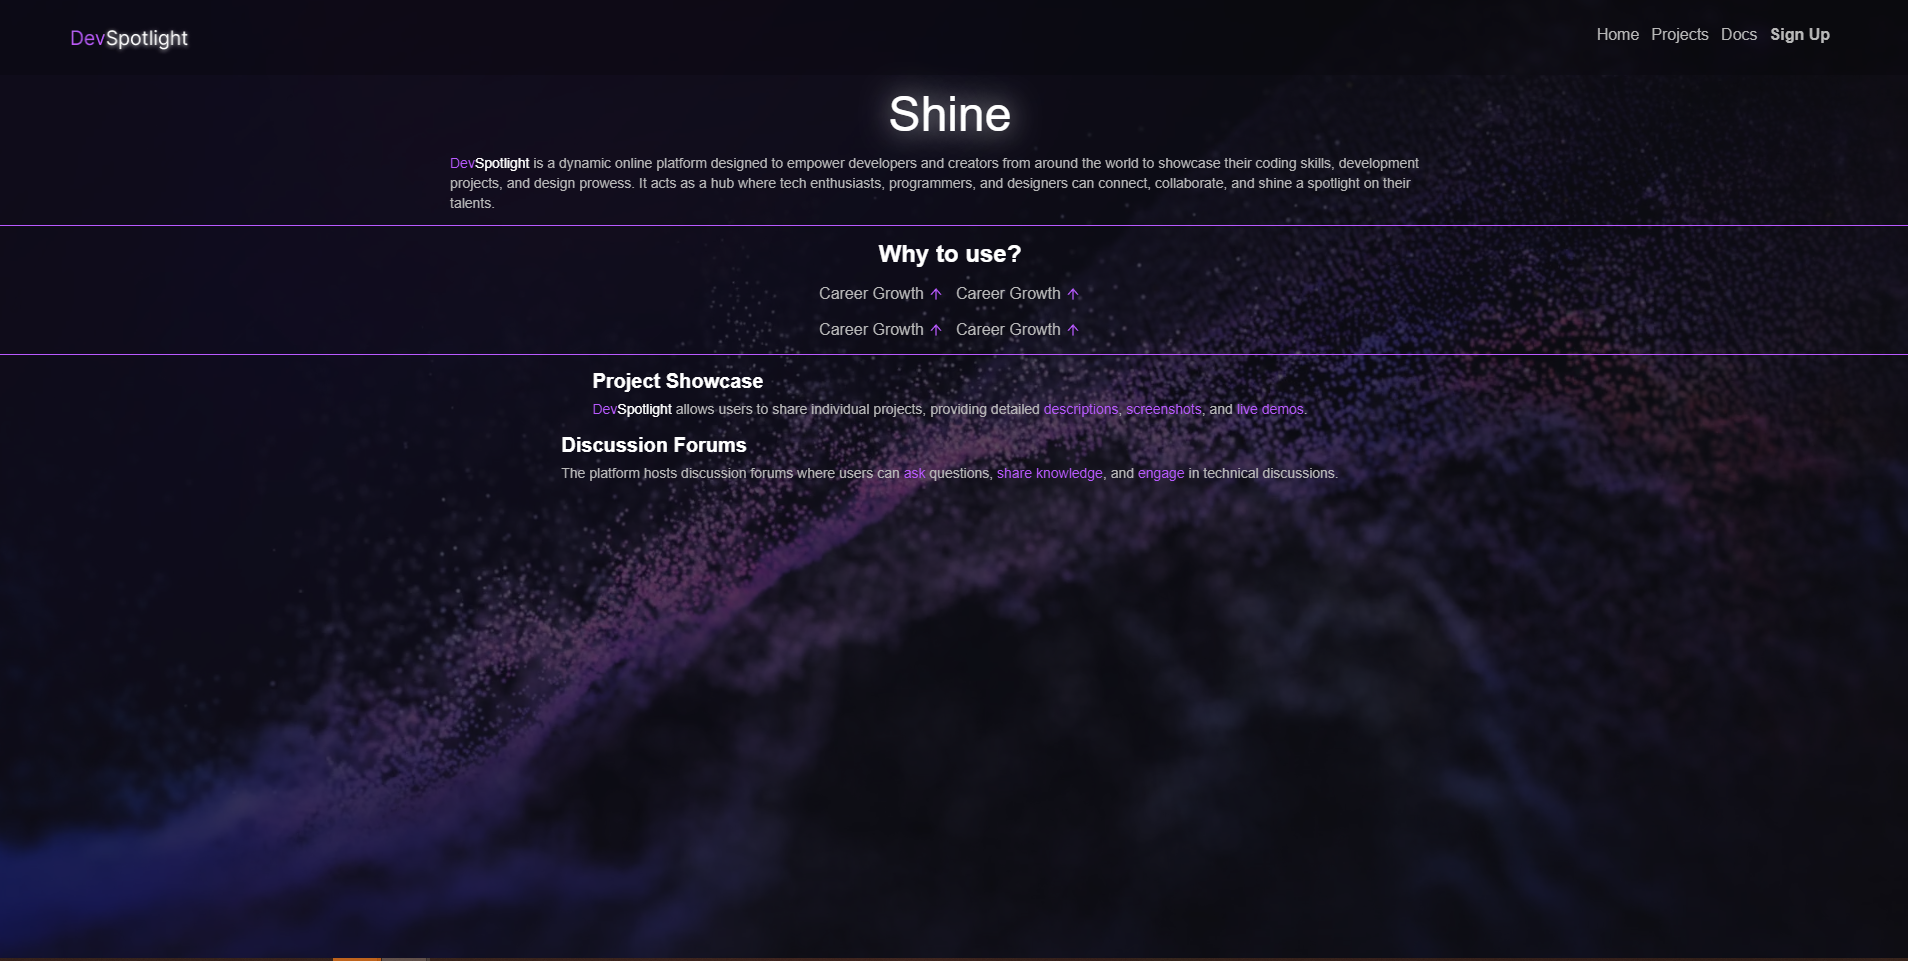 DevSpotlight
Home Projects Docs Sign Up
Shine
DevSpotlight is a dynamic online platform designed to empower developers and creators from around the world to showcase their coding skills, development
projects, and design prowess. It acts as a hub where tech enthusiasts, programmers, and designers can connect, collaborate, and shine a spotlight on their
talents.
Why to use?
Career Growth ↑ Career Growth ↑
Career Growth ↑ Career Growth ↑
Project Showcase
DevSpotlight allows users to share individual projects, providing detailed descriptions, screenshots, and live demos.
Discussion Forums
The platform hosts discussion forums where users can ask questions, share knowledge, and engage in technical discussions.